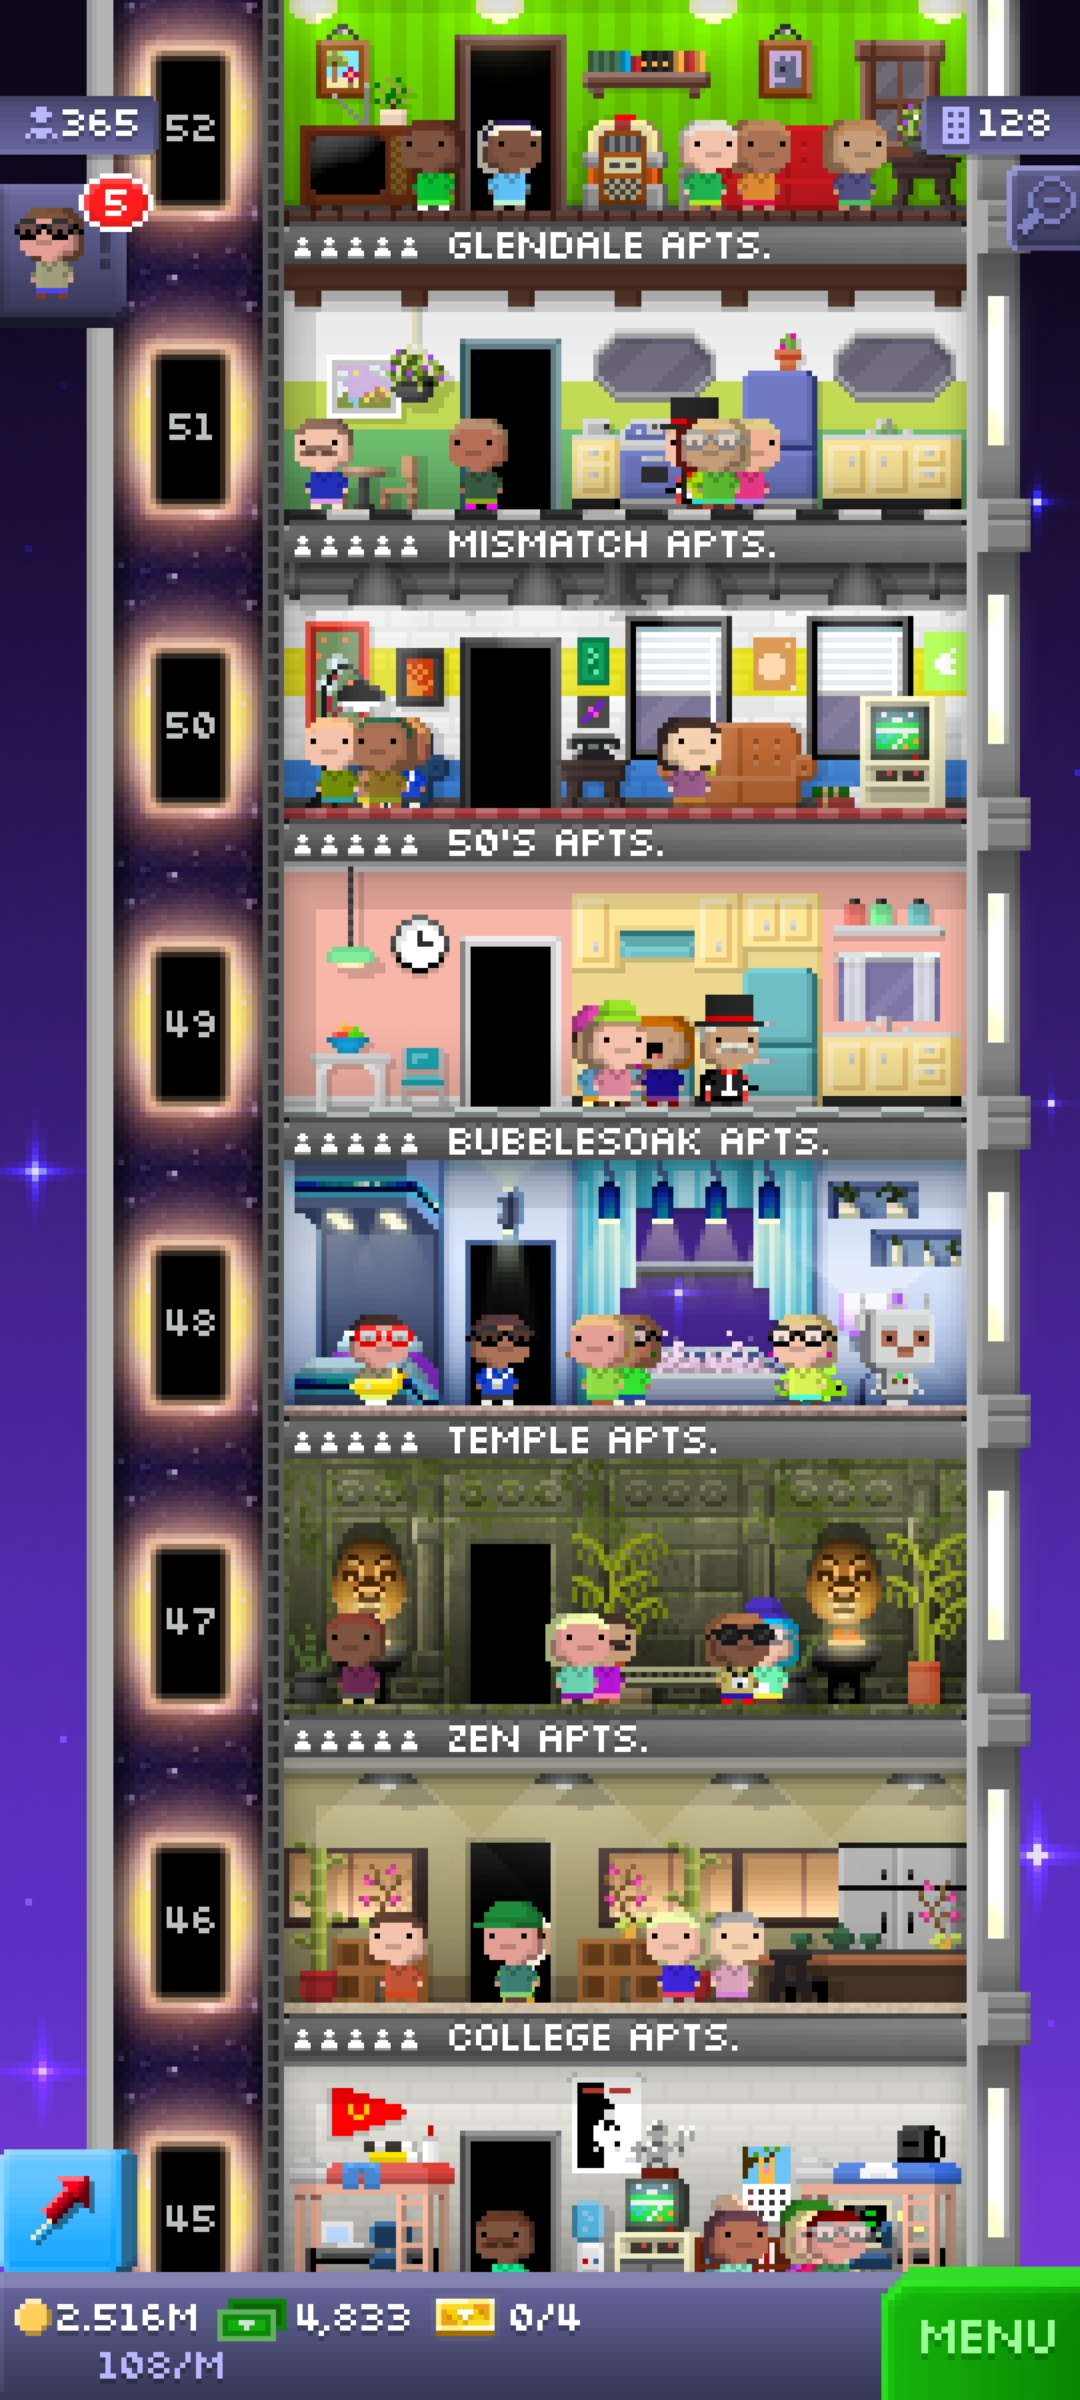 365
52
128
5
GLENDALE APTS.
51
MISMATCH APTS.
50
50'S APTS.
49
BUBBLESOAK APTS.
48
TEMPLE APTS.
47
ZEN APTS.
46
COLLEGE APTS.
45
2.516M 4,833 0/4
108/M
MENU